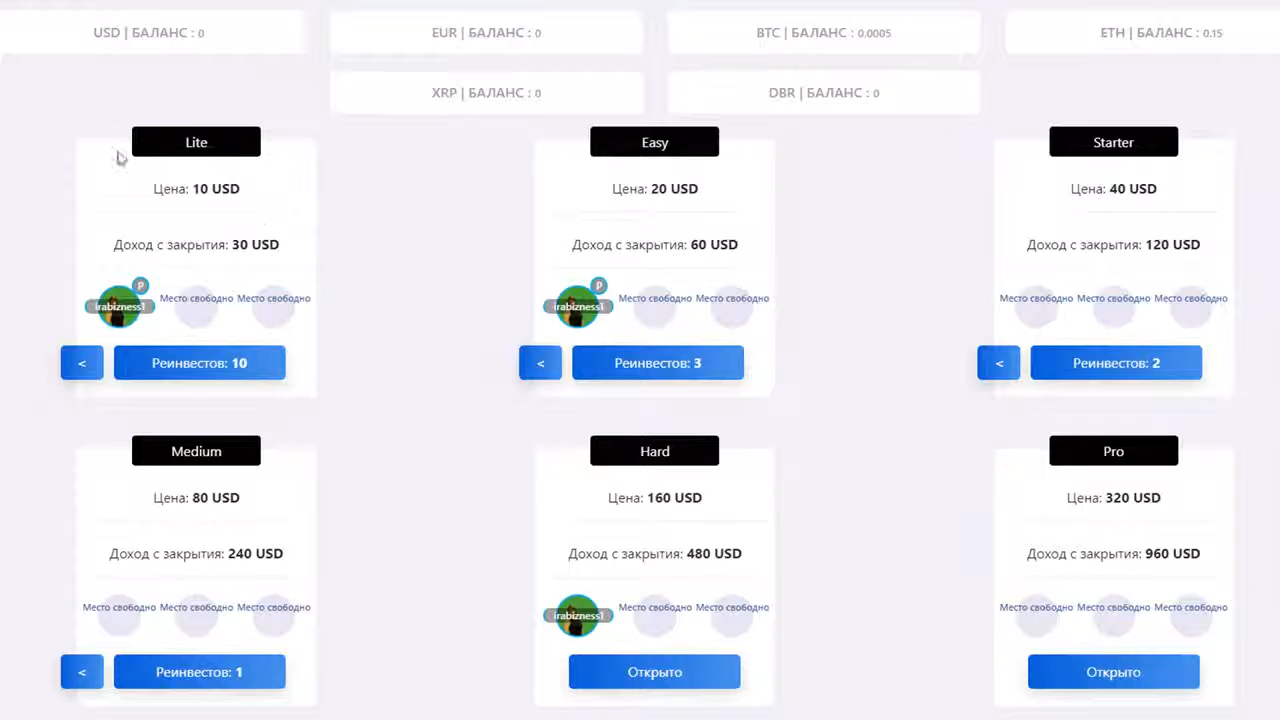 USD | БАЛАНС : 0
EUR | БАЛАНС : 0
BTC | БАЛАНС : 0.0005
ETH | БАЛАНС : 0.15
XRP | БАЛАНС : 0
DBR | БАЛАНС : 0
Lite
Цена: 10 USD
Доход с закрытия: 30 USD
P
irabizness1
Место свободно
Место свободно
<
Реинвестов: 10
Easy
Цена: 20 USD
Доход с закрытия: 60 USD
P
irabizness1
Место свободно
Место свободно
<
Реинвестов: 3
Starter
Цена: 40 USD
Доход с закрытия: 120 USD
Место свободно
Место свободно
Место свободно
<
Реинвестов: 2
Medium
Цена: 80 USD
Доход с закрытия: 240 USD
Место свободно
Место свободно
Место свободно
<
Реинвестов: 1
Hard
Цена: 160 USD
Доход с закрытия: 480 USD
irabizness1
Место свободно
Место свободно
Открыто
Pro
Цена: 320 USD
Доход с закрытия: 960 USD
Место свободно
Место свободно
Место свободно
Открыто